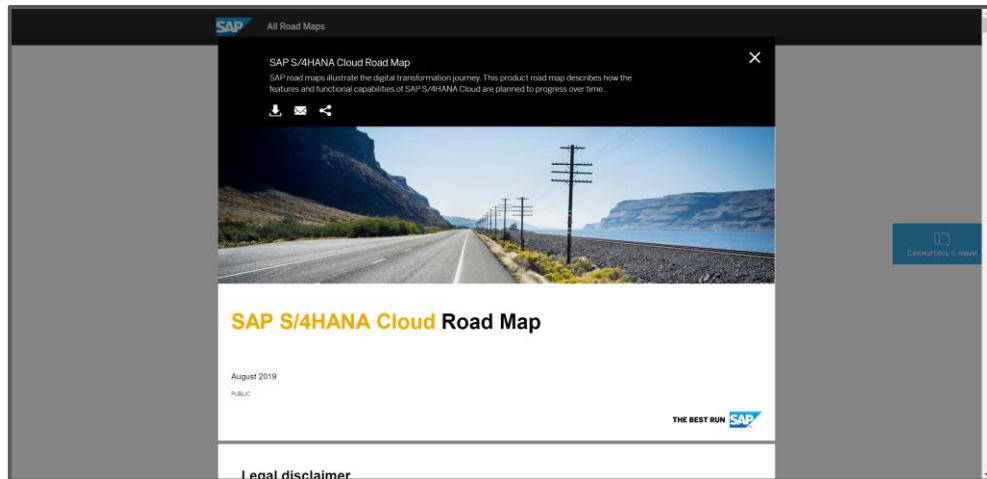 SAP All Road Maps
SAP S/4HANA Cloud Road Map
SAP road maps illustrate the digital transformation journey. This product road map describes how the
features and functional capabilities of SAP S/4HANA Cloud are planned to progress over time.
Свяжитесь с нами
SAP S/4HANA Cloud Road Map
August 2019
PUBLIC
THE BEST RUN SAP
Legal disclaimer